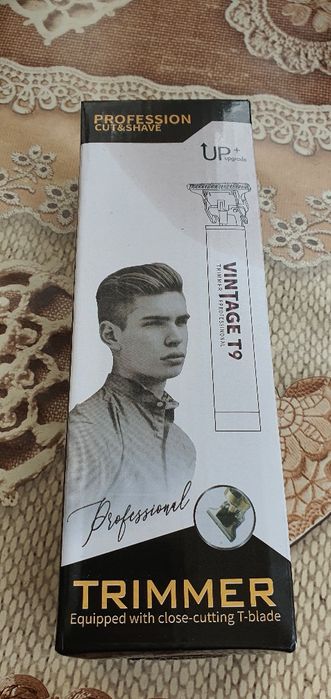 PROFESSION
CUT&SHAVE
UP+
upgrade
VINTAGE T9
TRIMMER PROFESSIONAL
Professional
TRIMMER
Equipped with close-cutting T-blade